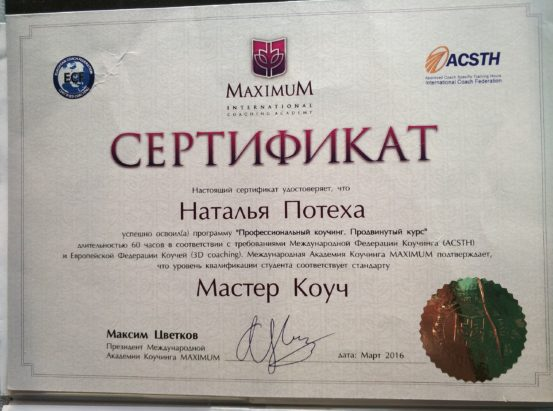 ECF
MAXIMUM
INTERNATIONAL
COACHING ACADEMY
ACSTH
Approved Coach Specific Training Hours
International Coach Federation
СЕРТИФИКАТ
Настоящий сертификат удостоверяет, что
Наталья Потеха
успешно освоил(а) программу "Профессиональный коучинг. Продвинутый курс"
длительностью 60 часов в соответствии с требованиями Международной Федерации Коучинга (ACSTH)
и Европейской Федерации Коучей (3D coaching). Международная Академия Коучинга MAXIMUM подтверждает,
что уровень квалификации студента соответствует стандарту
Мастер Коуч
Максим Цветков
Президент Международной
Академии Коучинга MAXIMUM
дата: Март 2016